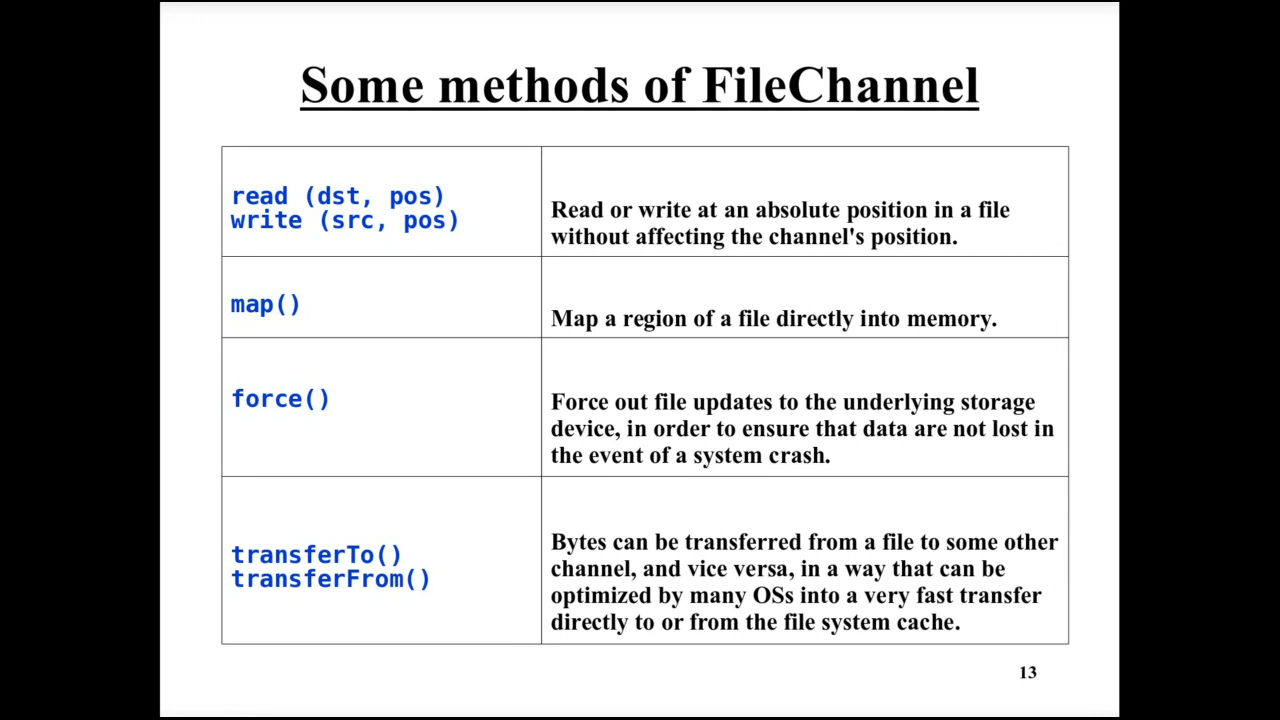 Some methods of FileChannel
read (dst, pos)
write (src, pos)
Read or write at an absolute position in a file
without affecting the channel's position.
map()
Map a region of a file directly into memory.
force()
Force out file updates to the underlying storage
device, in order to ensure that data are not lost in
the event of a system crash.
transferTo()
transferFrom()
Bytes can be transferred from a file to some other
channel, and vice versa, in a way that can be
optimized by many OSs into a very fast transfer
directly to or from the file system cache.
13